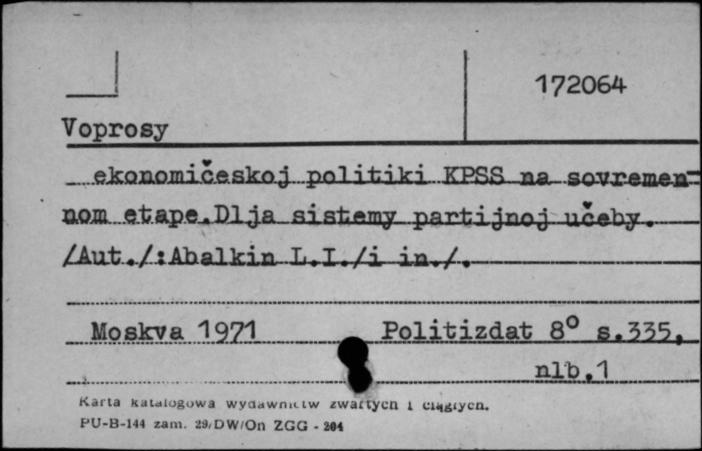 172064
Voprosy
ekonomičeskoj politiki KPSS na sovremen=
nom etape.Dlja sistemy partijnoj učeby.
/Aut./:Abalkin L.I./i in./.
Moskva 1971 Politizdat 8° s.335,
nlb.1
Karta katalogowa wydawnictw zwartych i ciągłych.
PU-B-144 zam. 29/DW/On ZGG - 204